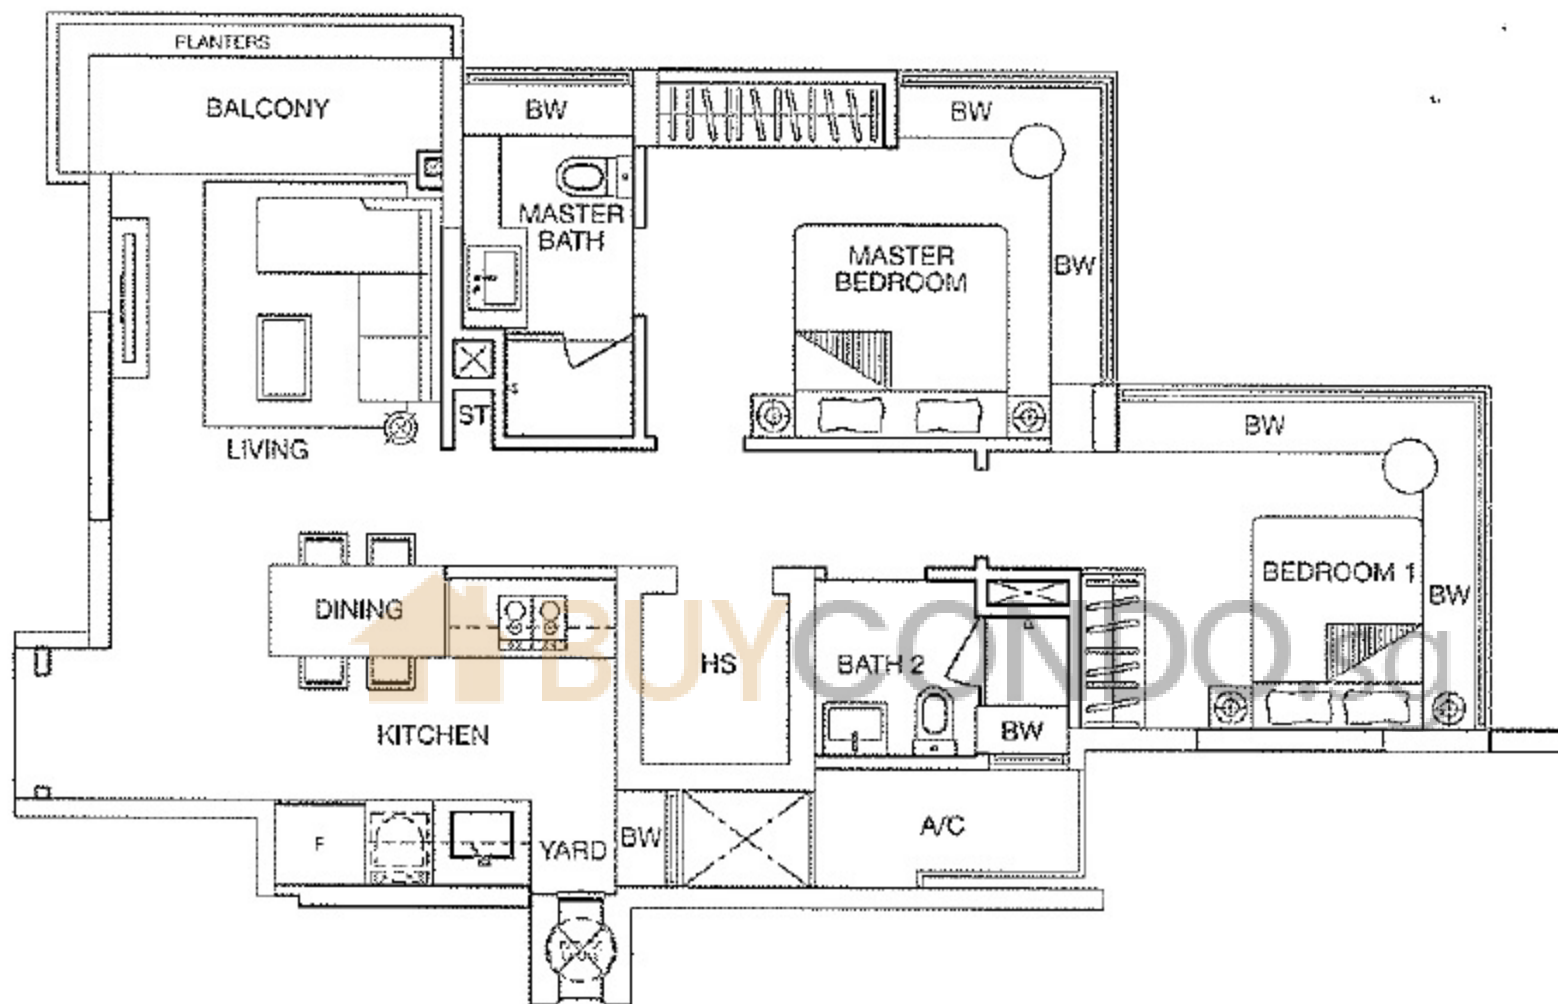 PLANTERS
BALCONY
BW
BW
MASTER
BATH
MASTER
BEDROOM
BW
ST
LIVING
BW
DINING
HS
BATH 2
BEDROOM 1
BW
BUYCONDO.sg
KITCHEN
BW
F
YARD
BW
A/C